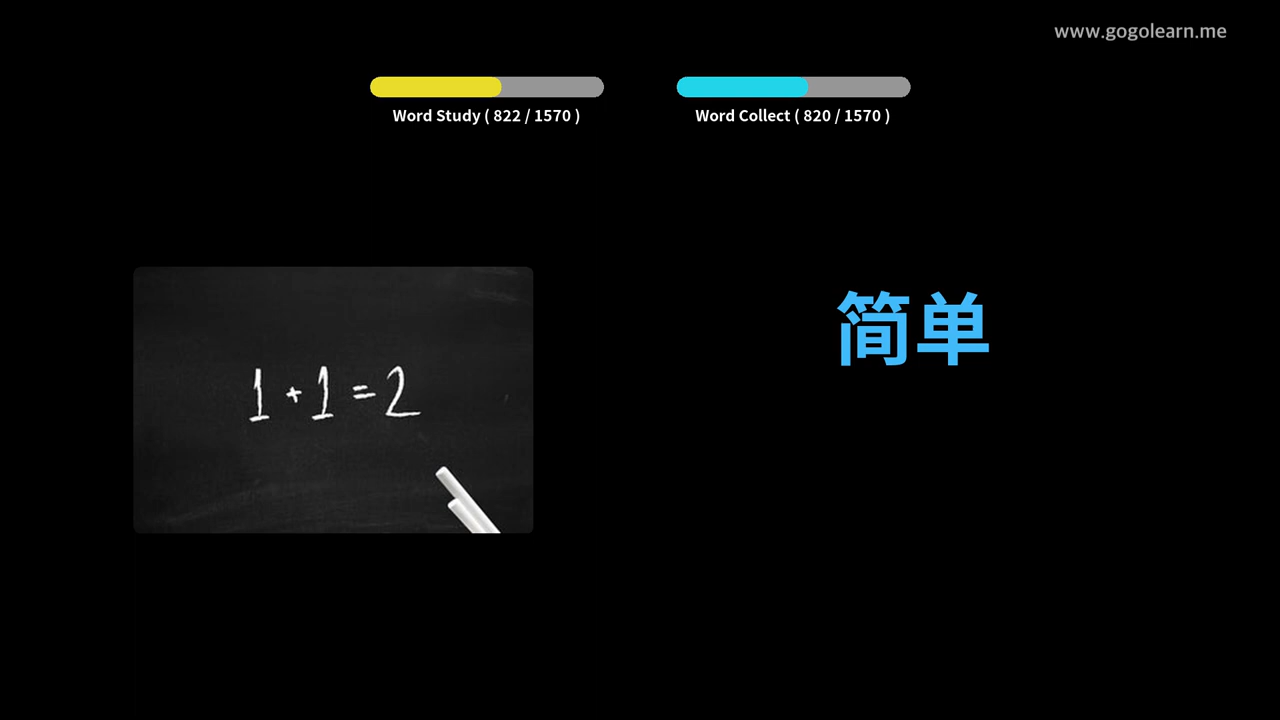 www.gogolearn.me
Word Study ( 822 / 1570 )
Word Collect ( 820 / 1570 )
简单
1 + 1 = 2